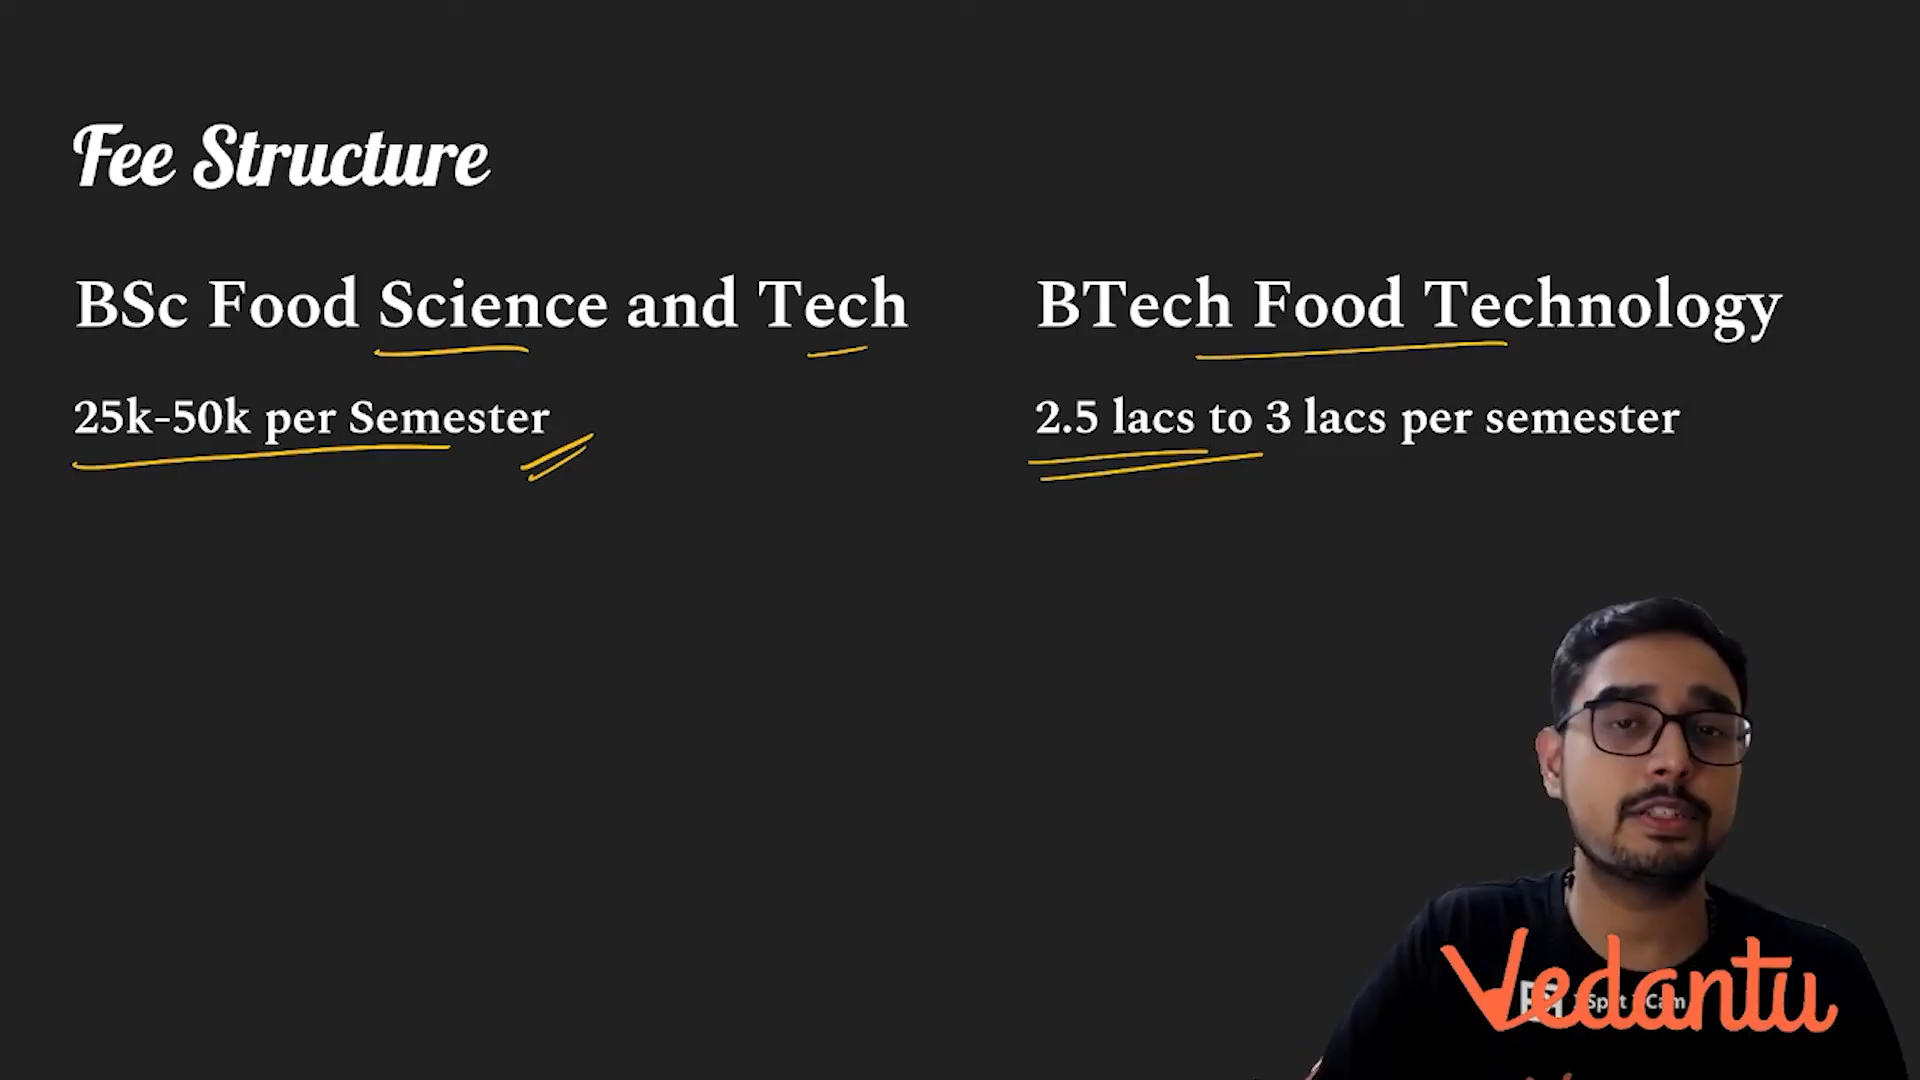 Fee Structure
BSc Food Science and Tech
25k-50k per Semester
BTech Food Technology
2.5 lacs to 3 lacs per semester
Vedantu